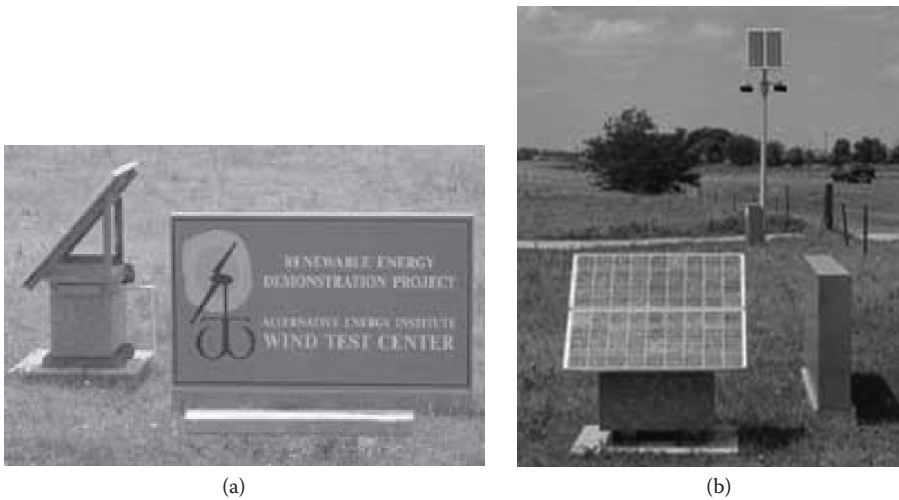 RENEWABLE ENERGY
DEMONSTRATION PROJECT
ALTERNATIVE ENERGY INSTITUTE
WIND TEST CENTER
(a)
(b)